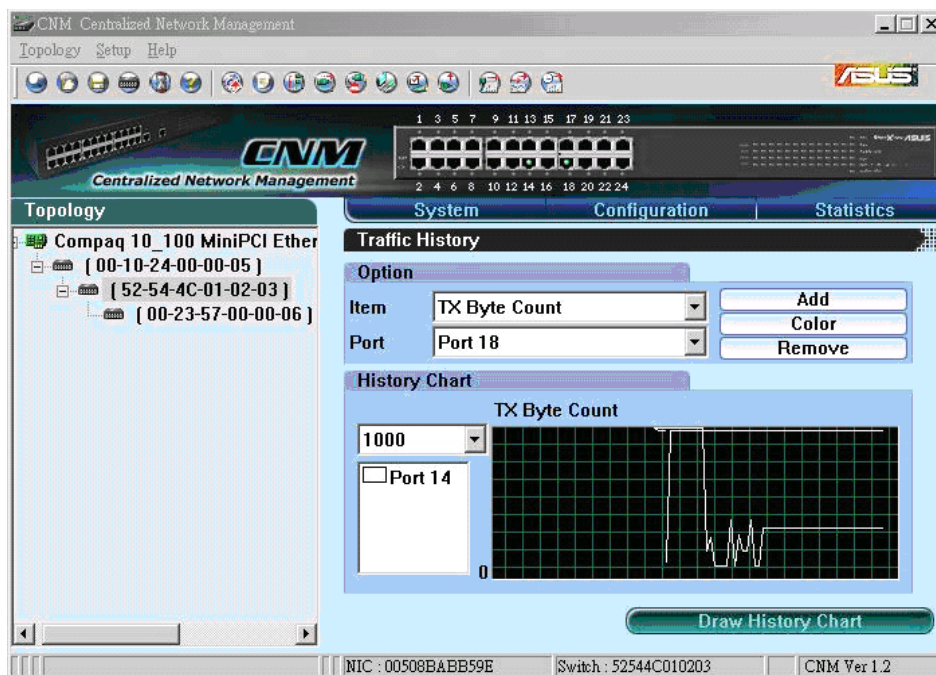 CNM Centralized Network Management
Topology Setup Help
ASUS
1 3 5 7 9 11 13 15 17 19 21 23
CNM
Centralized Network Management
2 4 6 8 10 12 14 16 18 20 22 24
Topology
System Configuration Statistics
Compaq 10_100 MiniPCI Ether
( 00-10-24-00-00-05 )
( 52-54-4C-01-02-03 )
( 00-23-57-00-00-06 )
Traffic History
Option
Item TX Byte Count Add
Color
Port Port 18 Remove
History Chart
TX Byte Count
1000
Port 14
0
Draw History Chart
NIC : 00508BABB59E Switch : 52544C010203 CNM Ver 1.2